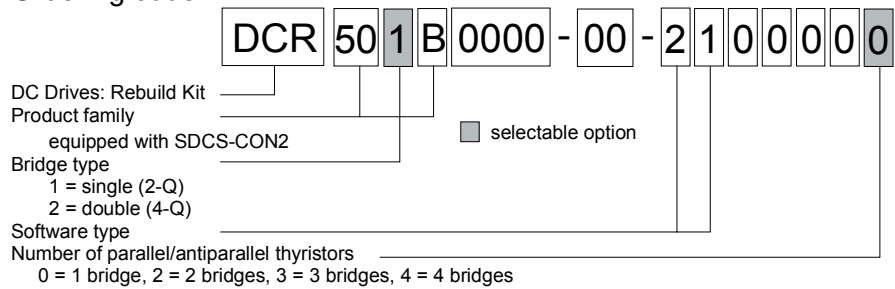 DCR 50 1 B 0000 - 00 - 2 1 0 0 0 0 0
DC Drives: Rebuild Kit
Product family
equipped with SDCS-CON2
selectable option
Bridge type
1 = single (2-Q)
2 = double (4-Q)
Software type
Number of parallel/antiparallel thyristors
0 = 1 bridge, 2 = 2 bridges, 3 = 3 bridges, 4 = 4 bridges